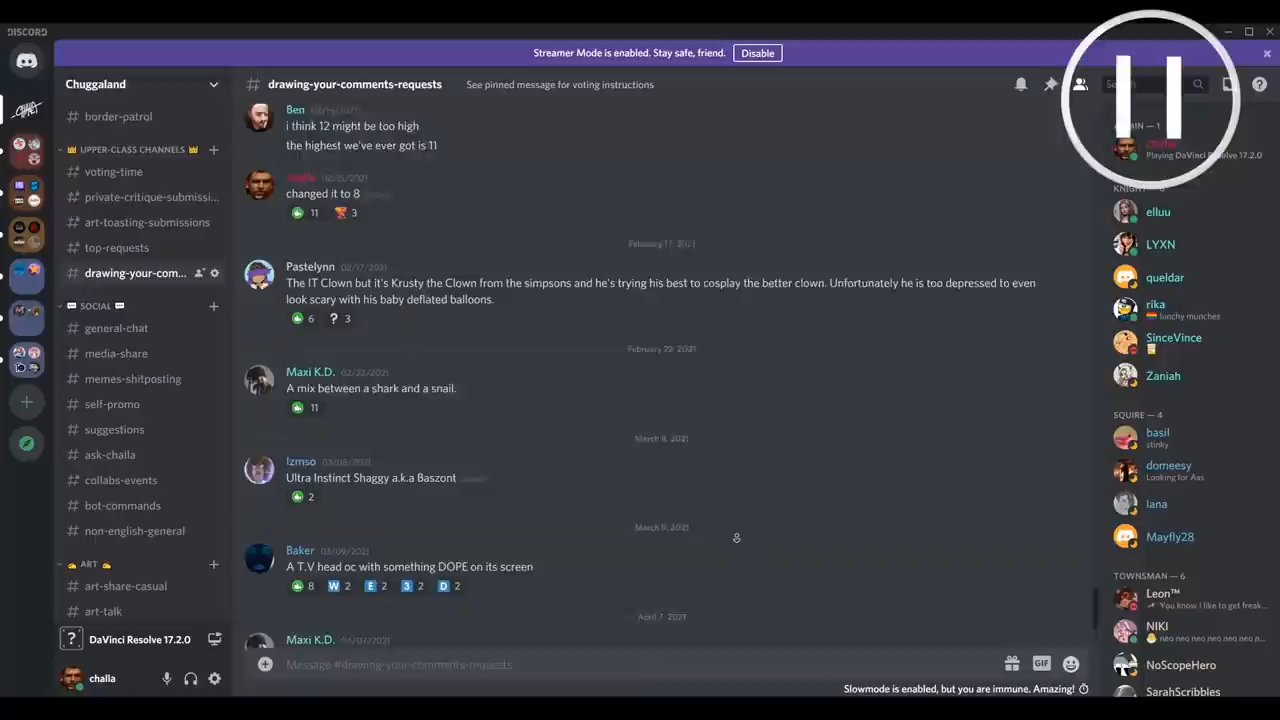 DISCORD
Streamer Mode is enabled. Stay safe, friend.
Disable
Chuggaland
# drawing-your-comments-requests
See pinned message for voting instructions
# border-patrol
UPPER-CLASS CHANNELS
# voting-time
# private-critique-submissi...
# art-toasting-submissions
# top-requests
# drawing-your-com...
SOCIAL
# general-chat
# media-share
# memes-shitposting
# self-promo
# suggestions
# ask-challa
# collabs-events
# bot-commands
# non-english-general
ART
# art-share-casual
# art-talk
DaVinci Resolve 17.2.0
challa
Ben
i think 12 might be too high
the highest we've ever got is 11
challa 02/15/2021
changed it to 8
11 3
February 17, 2021
Pastelynn 02/17/2021
The IT Clown but it's Krusty the Clown from the simpsons and he's trying his best to cosplay the better clown. Unfortunately he is too depressed to even
look scary with his baby deflated balloons.
6 ? 3
February 22, 2021
Maxi K.D. 02/22/2021
A mix between a shark and a snail.
11
March 8, 2021
Izmso 03/08/2021
Ultra Instinct Shaggy a.k.a Baszont
2
March 9, 2021
Baker 03/09/2021
A T.V head oc with something DOPE on its screen
8 W 2 E 2 3 2 D 2
April 7, 2021
Maxi K.D. 04/07/2021
Message #drawing-your-comments-requests
GIF
Slowmode is enabled, but you are immune. Amazing!
Search
challa
Playing DaVinci Resolve 17.2.0
elluu
LYXN
queldar
rika
lonchy munches
SinceVince
Zaniah
SQUIRE — 4
basil
stinky
domeesy
Looking for Ass
lana
Mayfly28
TOWNSMAN — 6
Leon™
You know I like to get freak...
NIKI
neo neo neo neo neo neo n...
NoScopeHero
SarahScribbles